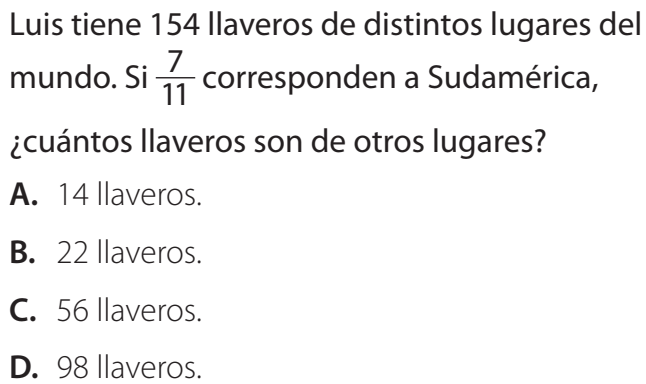 Luis tiene 154 llaveros de distintos lugares del
mundo. Si 7/11 corresponden a Sudamérica,
¿cuántos llaveros son de otros lugares?
A. 14 llaveros.
B. 22 llaveros.
C. 56 llaveros.
D. 98 llaveros.